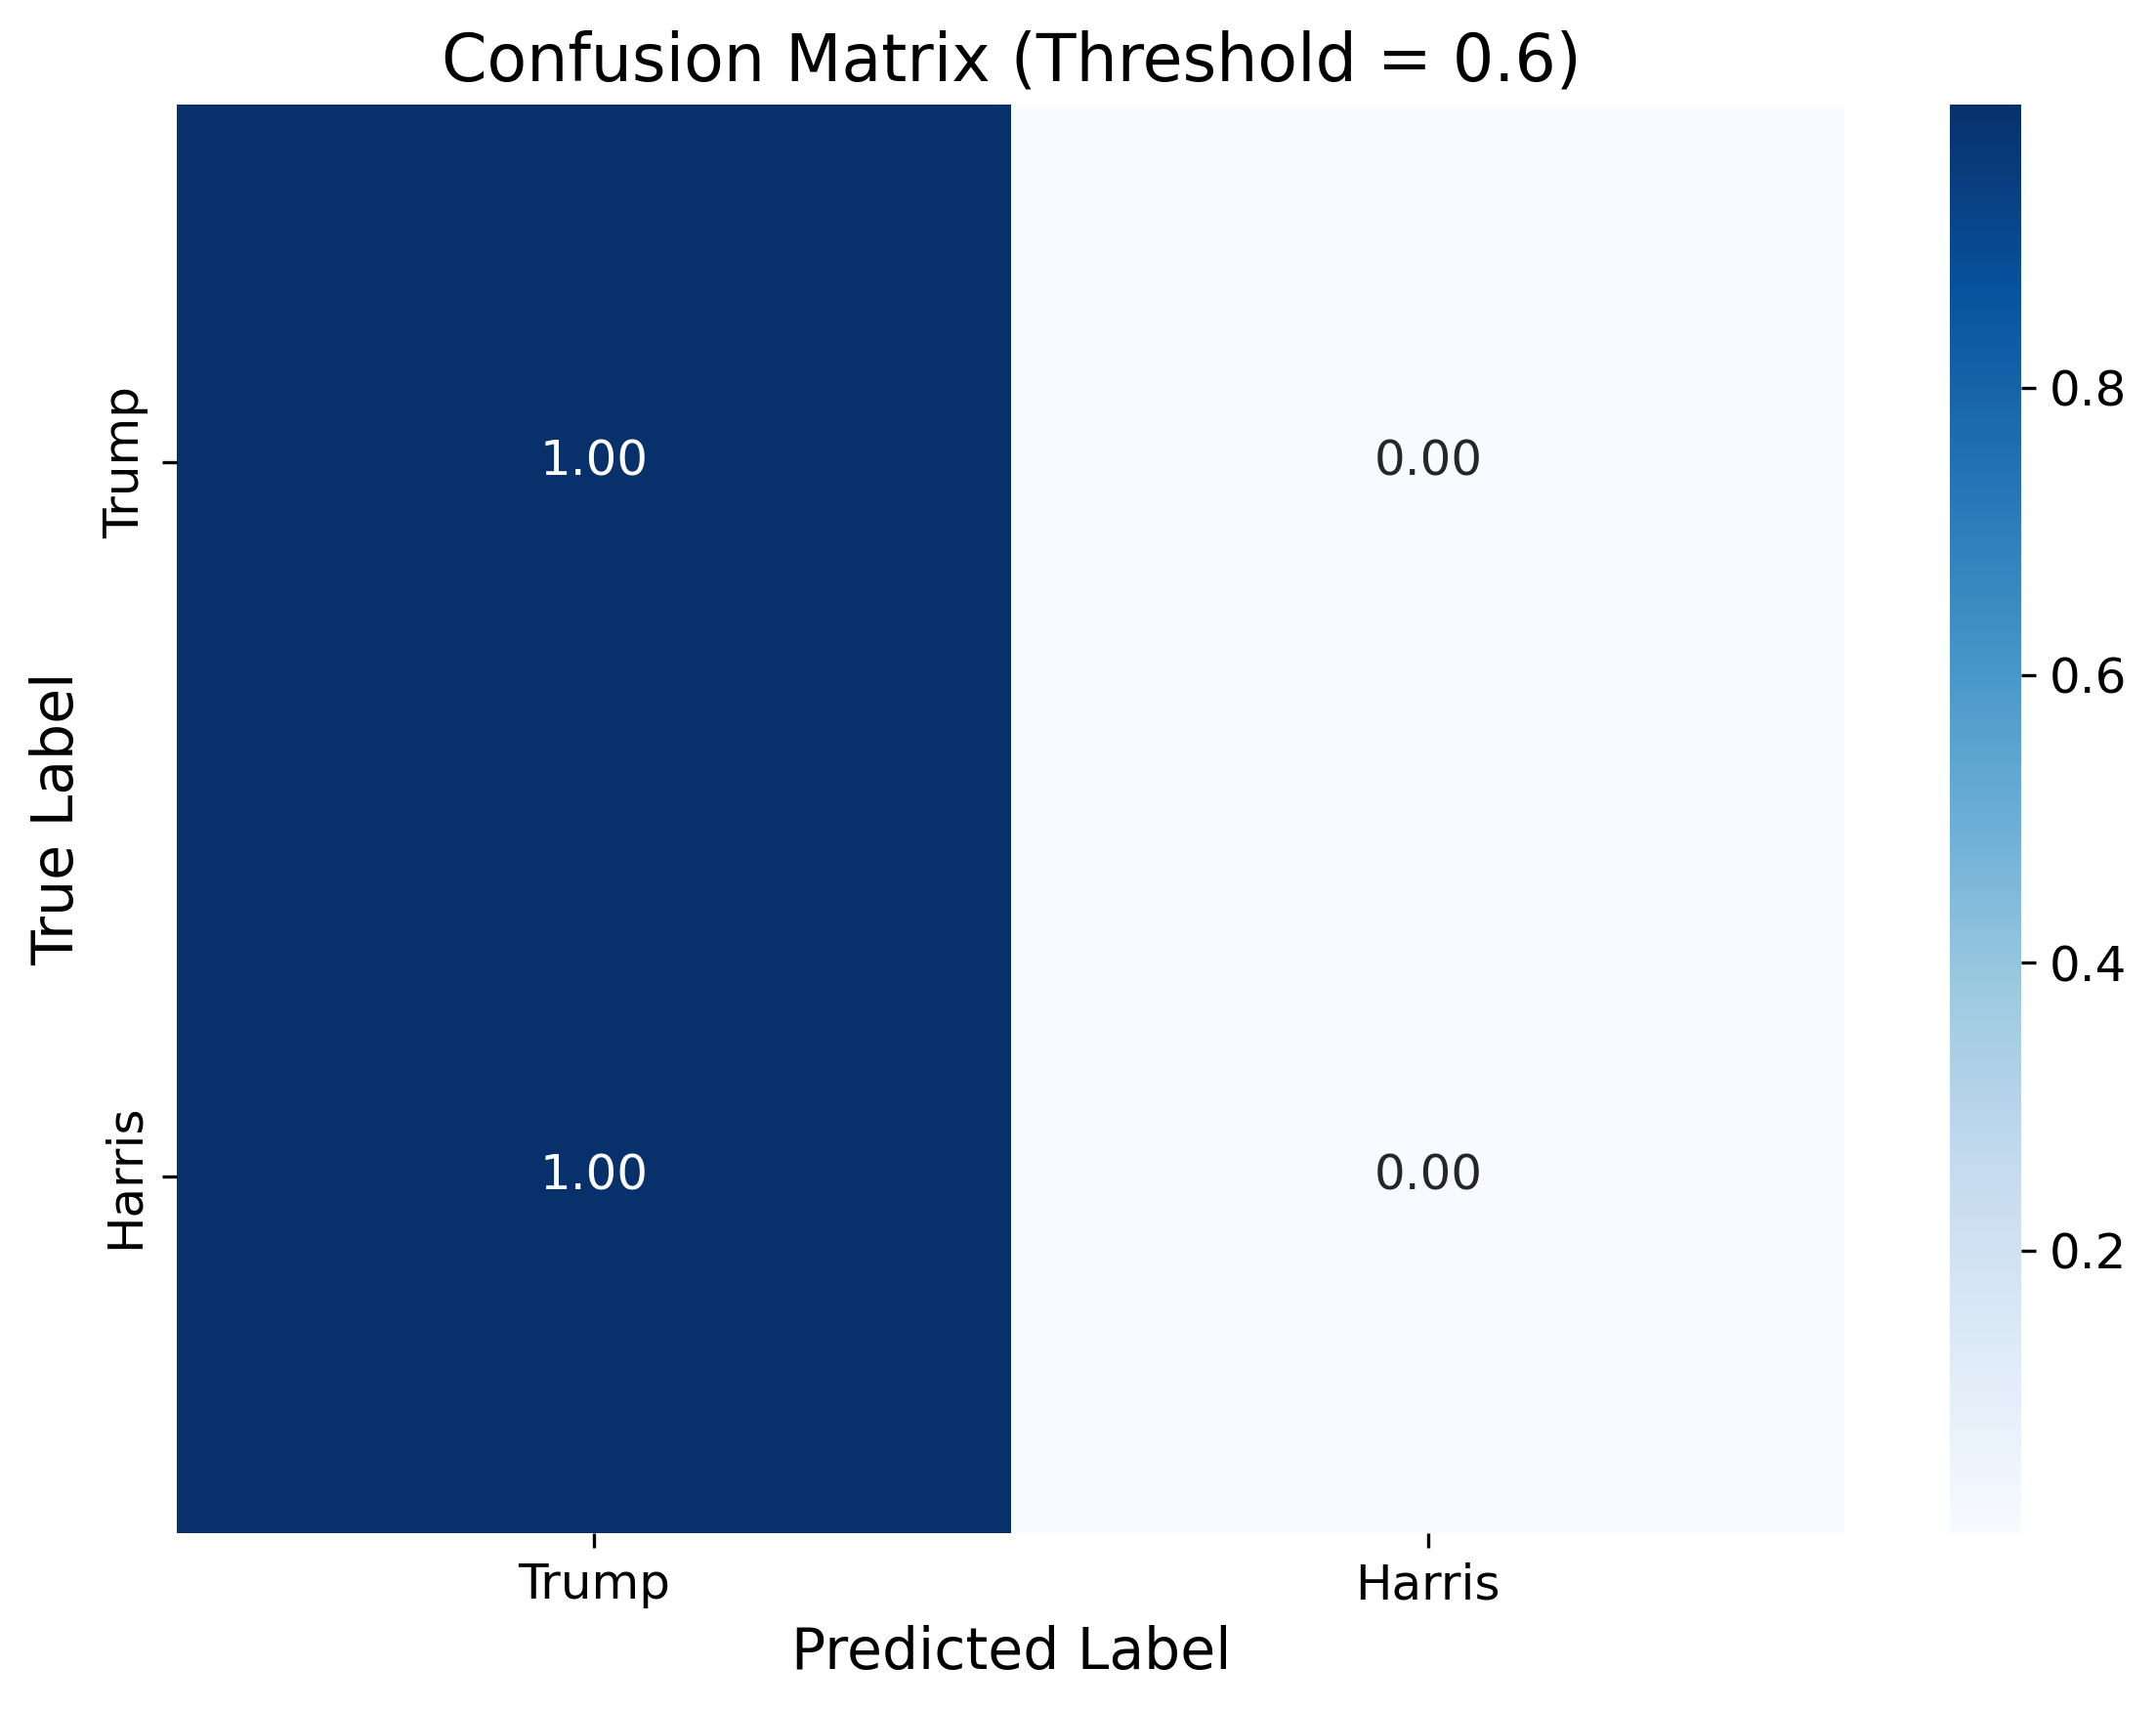 Confusion Matrix (Threshold = 0.6)
True Label
Trump
1.00
0.00
Harris
1.00
0.00
Trump
Harris
Predicted Label
0.8
0.6
0.4
0.2